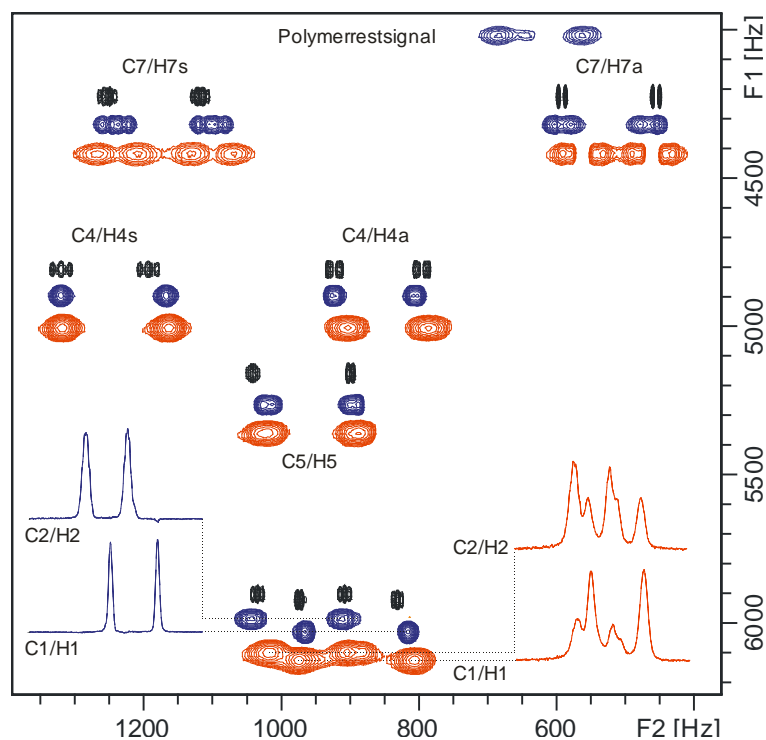 Polymerrestsignal
C7/H7s
C7/H7a
F1 [Hz]
4500
C4/H4s
C4/H4a
5000
C5/H5
5500
C2/H2
C2/H2
C1/H1
C1/H1
6000
1200
1000
800
600
F2 [Hz]